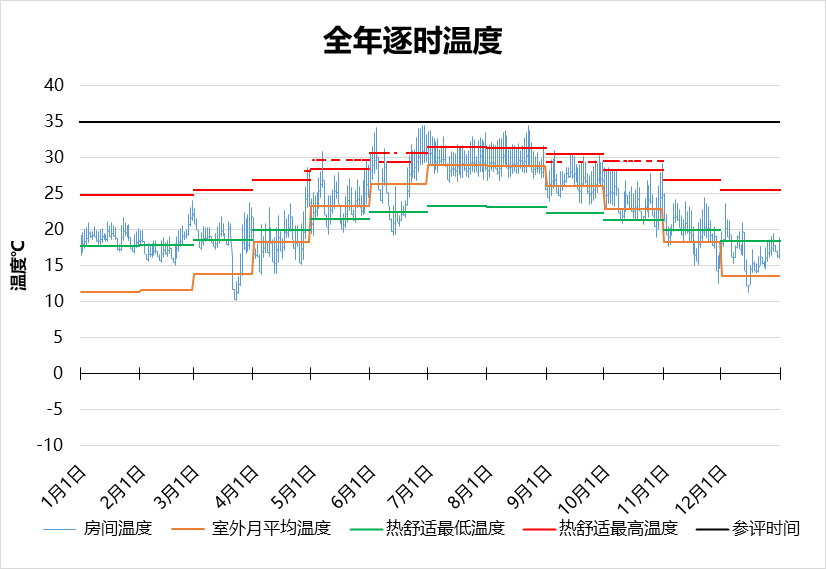 全年逐时温度
40
35
30
25
20
15
10
5
0
-5
-10
温度℃
1月1日
2月1日
3月1日
4月1日
5月1日
6月1日
7月1日
8月1日
9月1日
10月1日
11月1日
12月1日
房间温度
室外月平均温度
热舒适最低温度
热舒适最高温度
参评时间